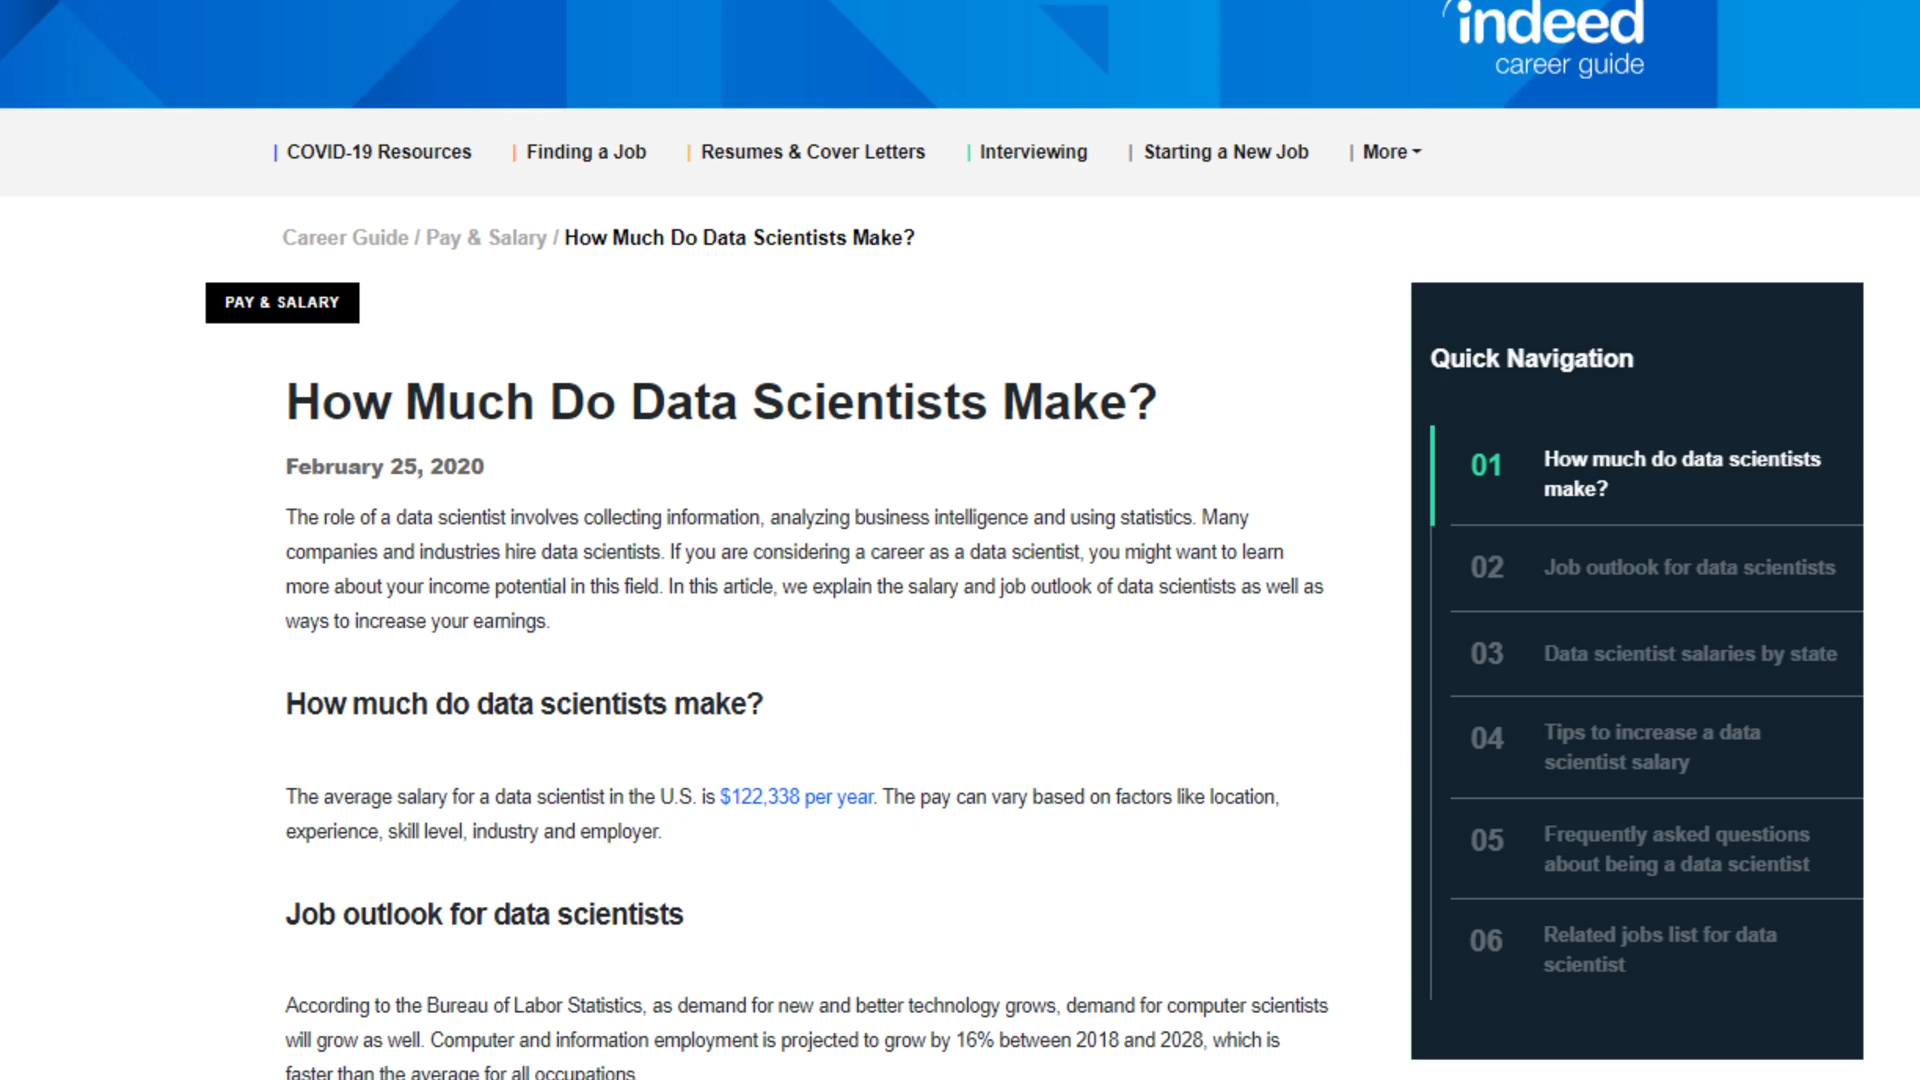 indeed
career guide
| COVID-19 Resources | Finding a Job | Resumes & Cover Letters | Interviewing | Starting a New Job | More
Career Guide / Pay & Salary / How Much Do Data Scientists Make?
PAY & SALARY
How Much Do Data Scientists Make?
February 25, 2020
The role of a data scientist involves collecting information, analyzing business intelligence and using statistics. Many
companies and industries hire data scientists. If you are considering a career as a data scientist, you might want to learn
more about your income potential in this field. In this article, we explain the salary and job outlook of data scientists as well as
ways to increase your earnings.
How much do data scientists make?
The average salary for a data scientist in the U.S. is $122,338 per year. The pay can vary based on factors like location,
experience, skill level, industry and employer.
Job outlook for data scientists
According to the Bureau of Labor Statistics, as demand for new and better technology grows, demand for computer scientists
will grow as well. Computer and information employment is projected to grow by 16% between 2018 and 2028, which is
faster than the average for all occupations.
Quick Navigation
01 How much do data scientists
make?
02 Job outlook for data scientists
03 Data scientist salaries by state
04 Tips to increase a data
scientist salary
05 Frequently asked questions
about being a data scientist
06 Related jobs list for data
scientist